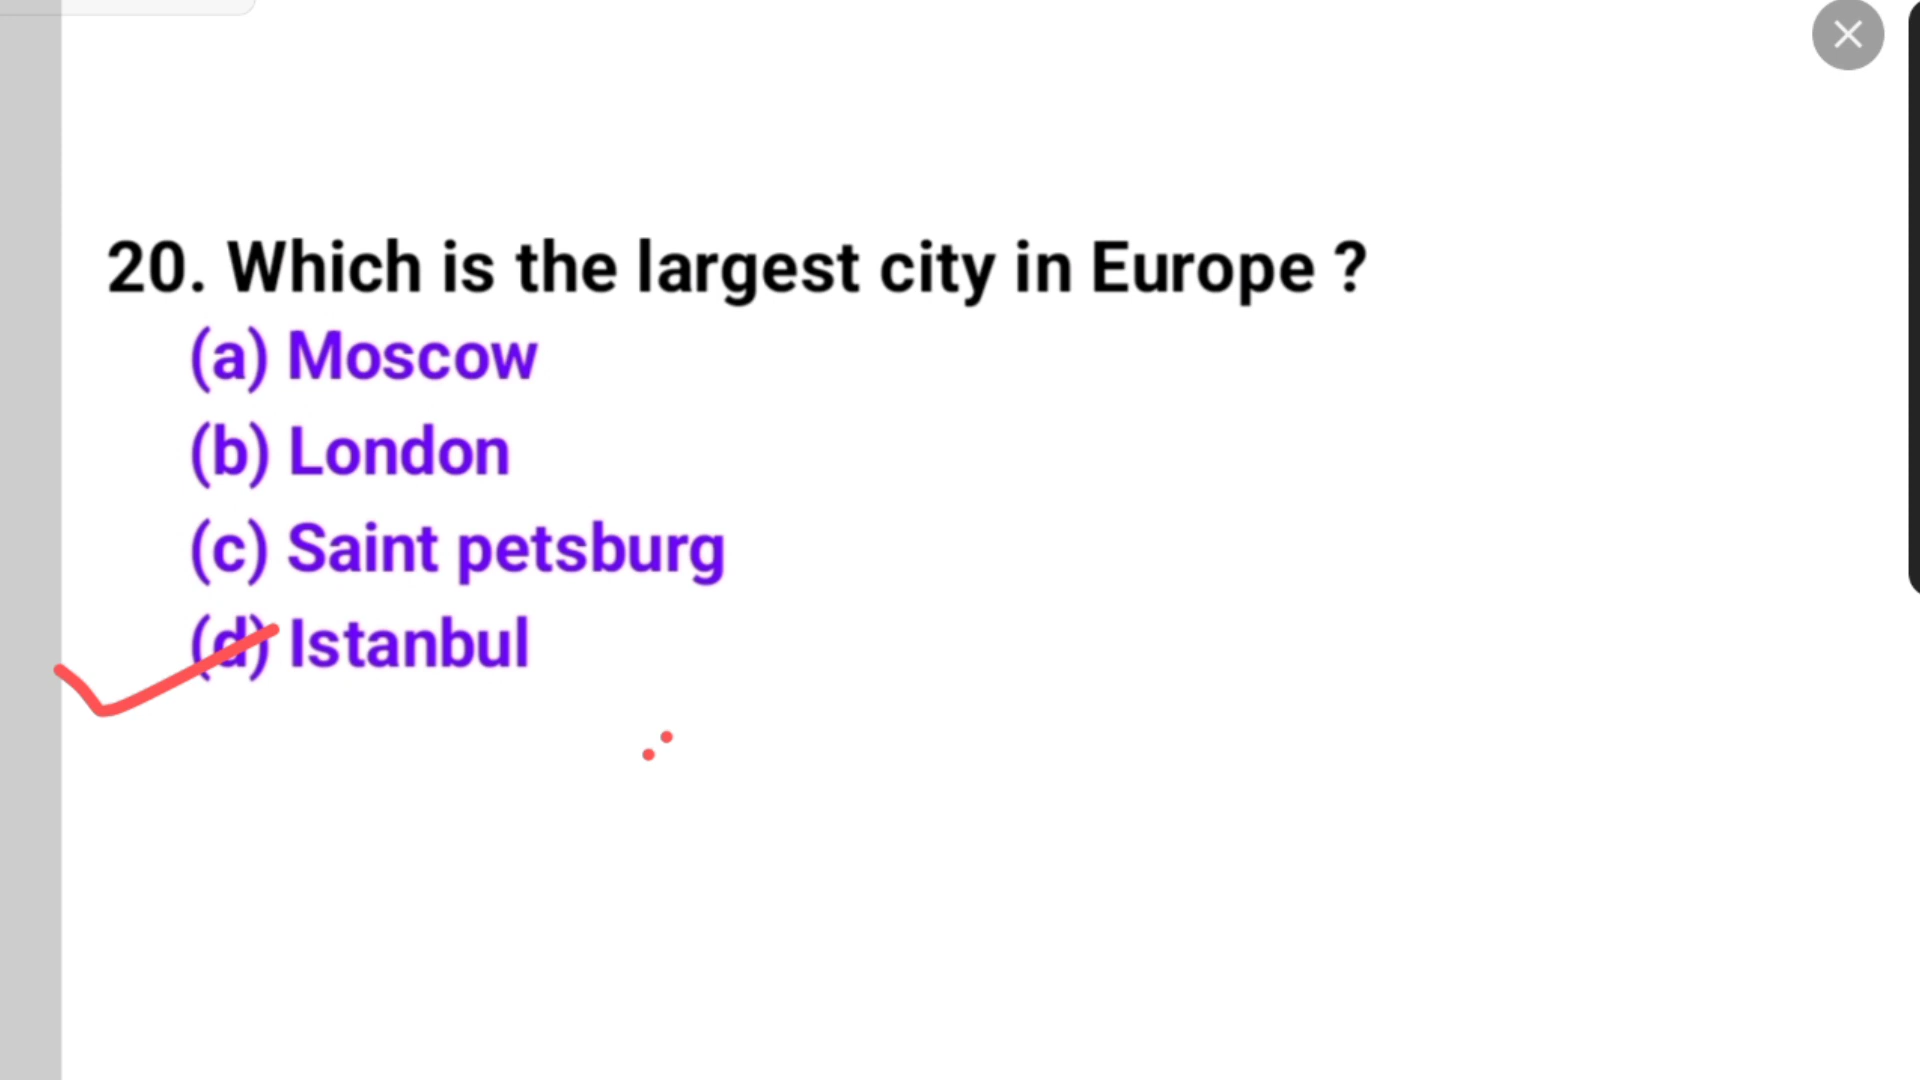 20. Which is the largest city in Europe ?
(a) Moscow
(b) London
(c) Saint petsburg
(d) Istanbul